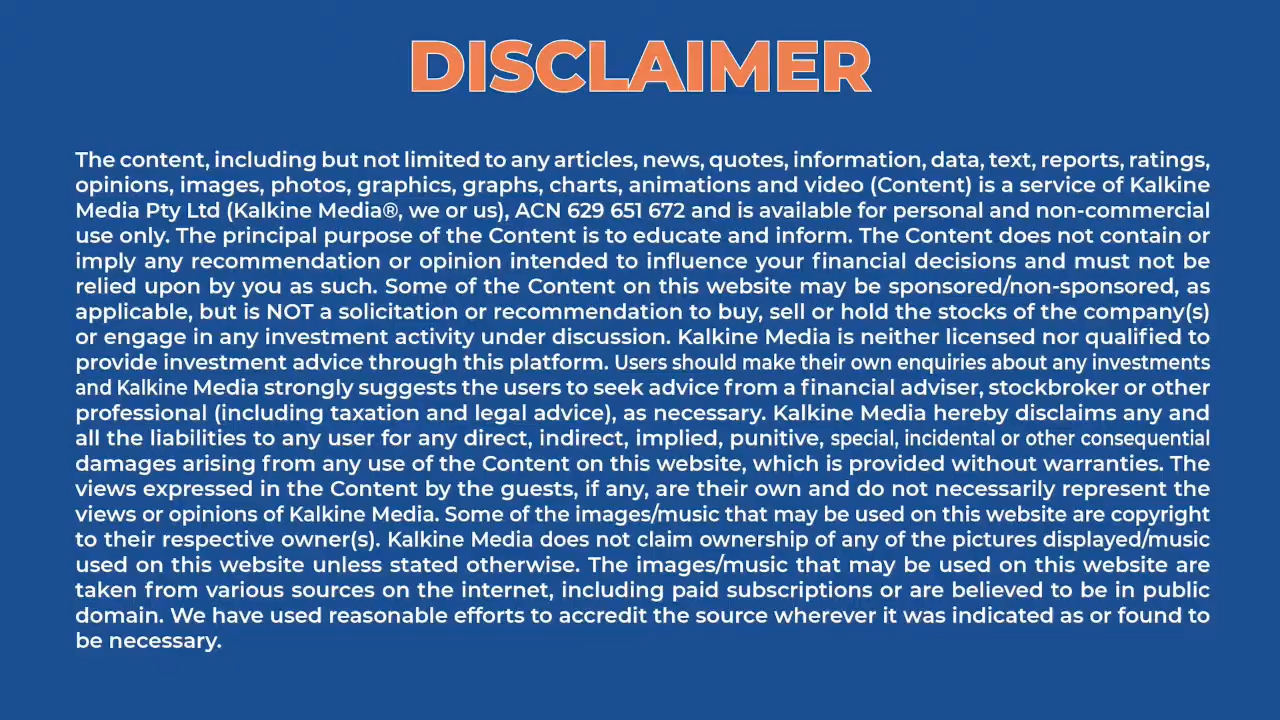 DISCLAIMER
The content, including but not limited to any articles, news, quotes, information, data, text, reports, ratings,
opinions, images, photos, graphics, graphs, charts, animations and video (Content) is a service of Kalkine
Media Pty Ltd (Kalkine Media®, we or us), ACN 629 651 672 and is available for personal and non-commercial
use only. The principal purpose of the Content is to educate and inform. The Content does not contain or
imply any recommendation or opinion intended to influence your financial decisions and must not be
relied upon by you as such. Some of the Content on this website may be sponsored/non-sponsored, as
applicable, but is NOT a solicitation or recommendation to buy, sell or hold the stocks of the company(s)
or engage in any investment activity under discussion. Kalkine Media is neither licensed nor qualified to
provide investment advice through this platform. Users should make their own enquiries about any investments
and Kalkine Media strongly suggests the users to seek advice from a financial adviser, stockbroker or other
professional (including taxation and legal advice), as necessary. Kalkine Media hereby disclaims any and
all the liabilities to any user for any direct, indirect, implied, punitive, special, incidental or other consequential
damages arising from any use of the Content on this website, which is provided without warranties. The
views expressed in the Content by the guests, if any, are their own and do not necessarily represent the
views or opinions of Kalkine Media. Some of the images/music that may be used on this website are copyright
to their respective owner(s). Kalkine Media does not claim ownership of any of the pictures displayed/music
used on this website unless stated otherwise. The images/music that may be used on this website are
taken from various sources on the internet, including paid subscriptions or are believed to be in public
domain. We have used reasonable efforts to accredit the source wherever it was indicated as or found to
be necessary.